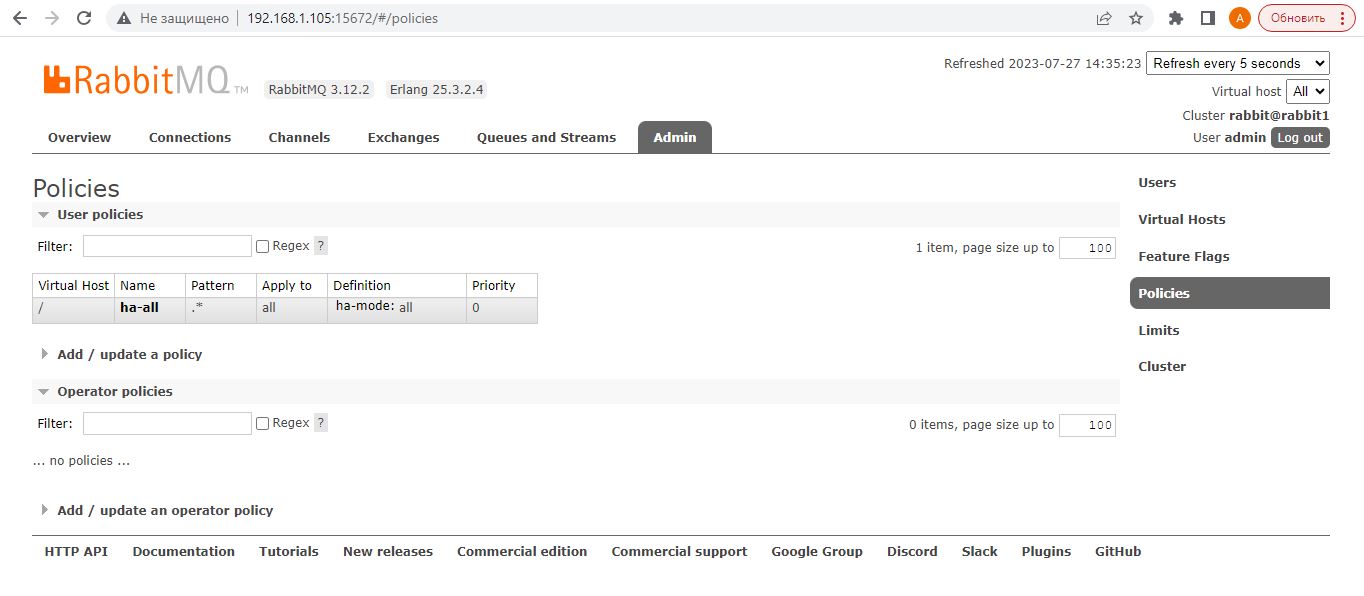 Не защищено 192.168.1.105:15672/#/policies А Обновить
Refreshed 2023-07-27 14:35:23 Refresh every 5 seconds
RabbitMQ TM RabbitMQ 3.12.2 Erlang 25.3.2.4
Virtual host All
Cluster rabbit@rabbit1
User admin Log out
Overview Connections Channels Exchanges Queues and Streams Admin
Policies
User policies
Filter: Regex ? 1 item, page size up to 100
Virtual Host Name Pattern Apply to Definition Priority
/ ha-all .* all ha-mode: all 0
Add / update a policy
Operator policies
Filter: Regex ? 0 items, page size up to 100
... no policies ...
Add / update an operator policy
Users
Virtual Hosts
Feature Flags
Policies
Limits
Cluster
HTTP API Documentation Tutorials New releases Commercial edition Commercial support Google Group Discord Slack Plugins GitHub